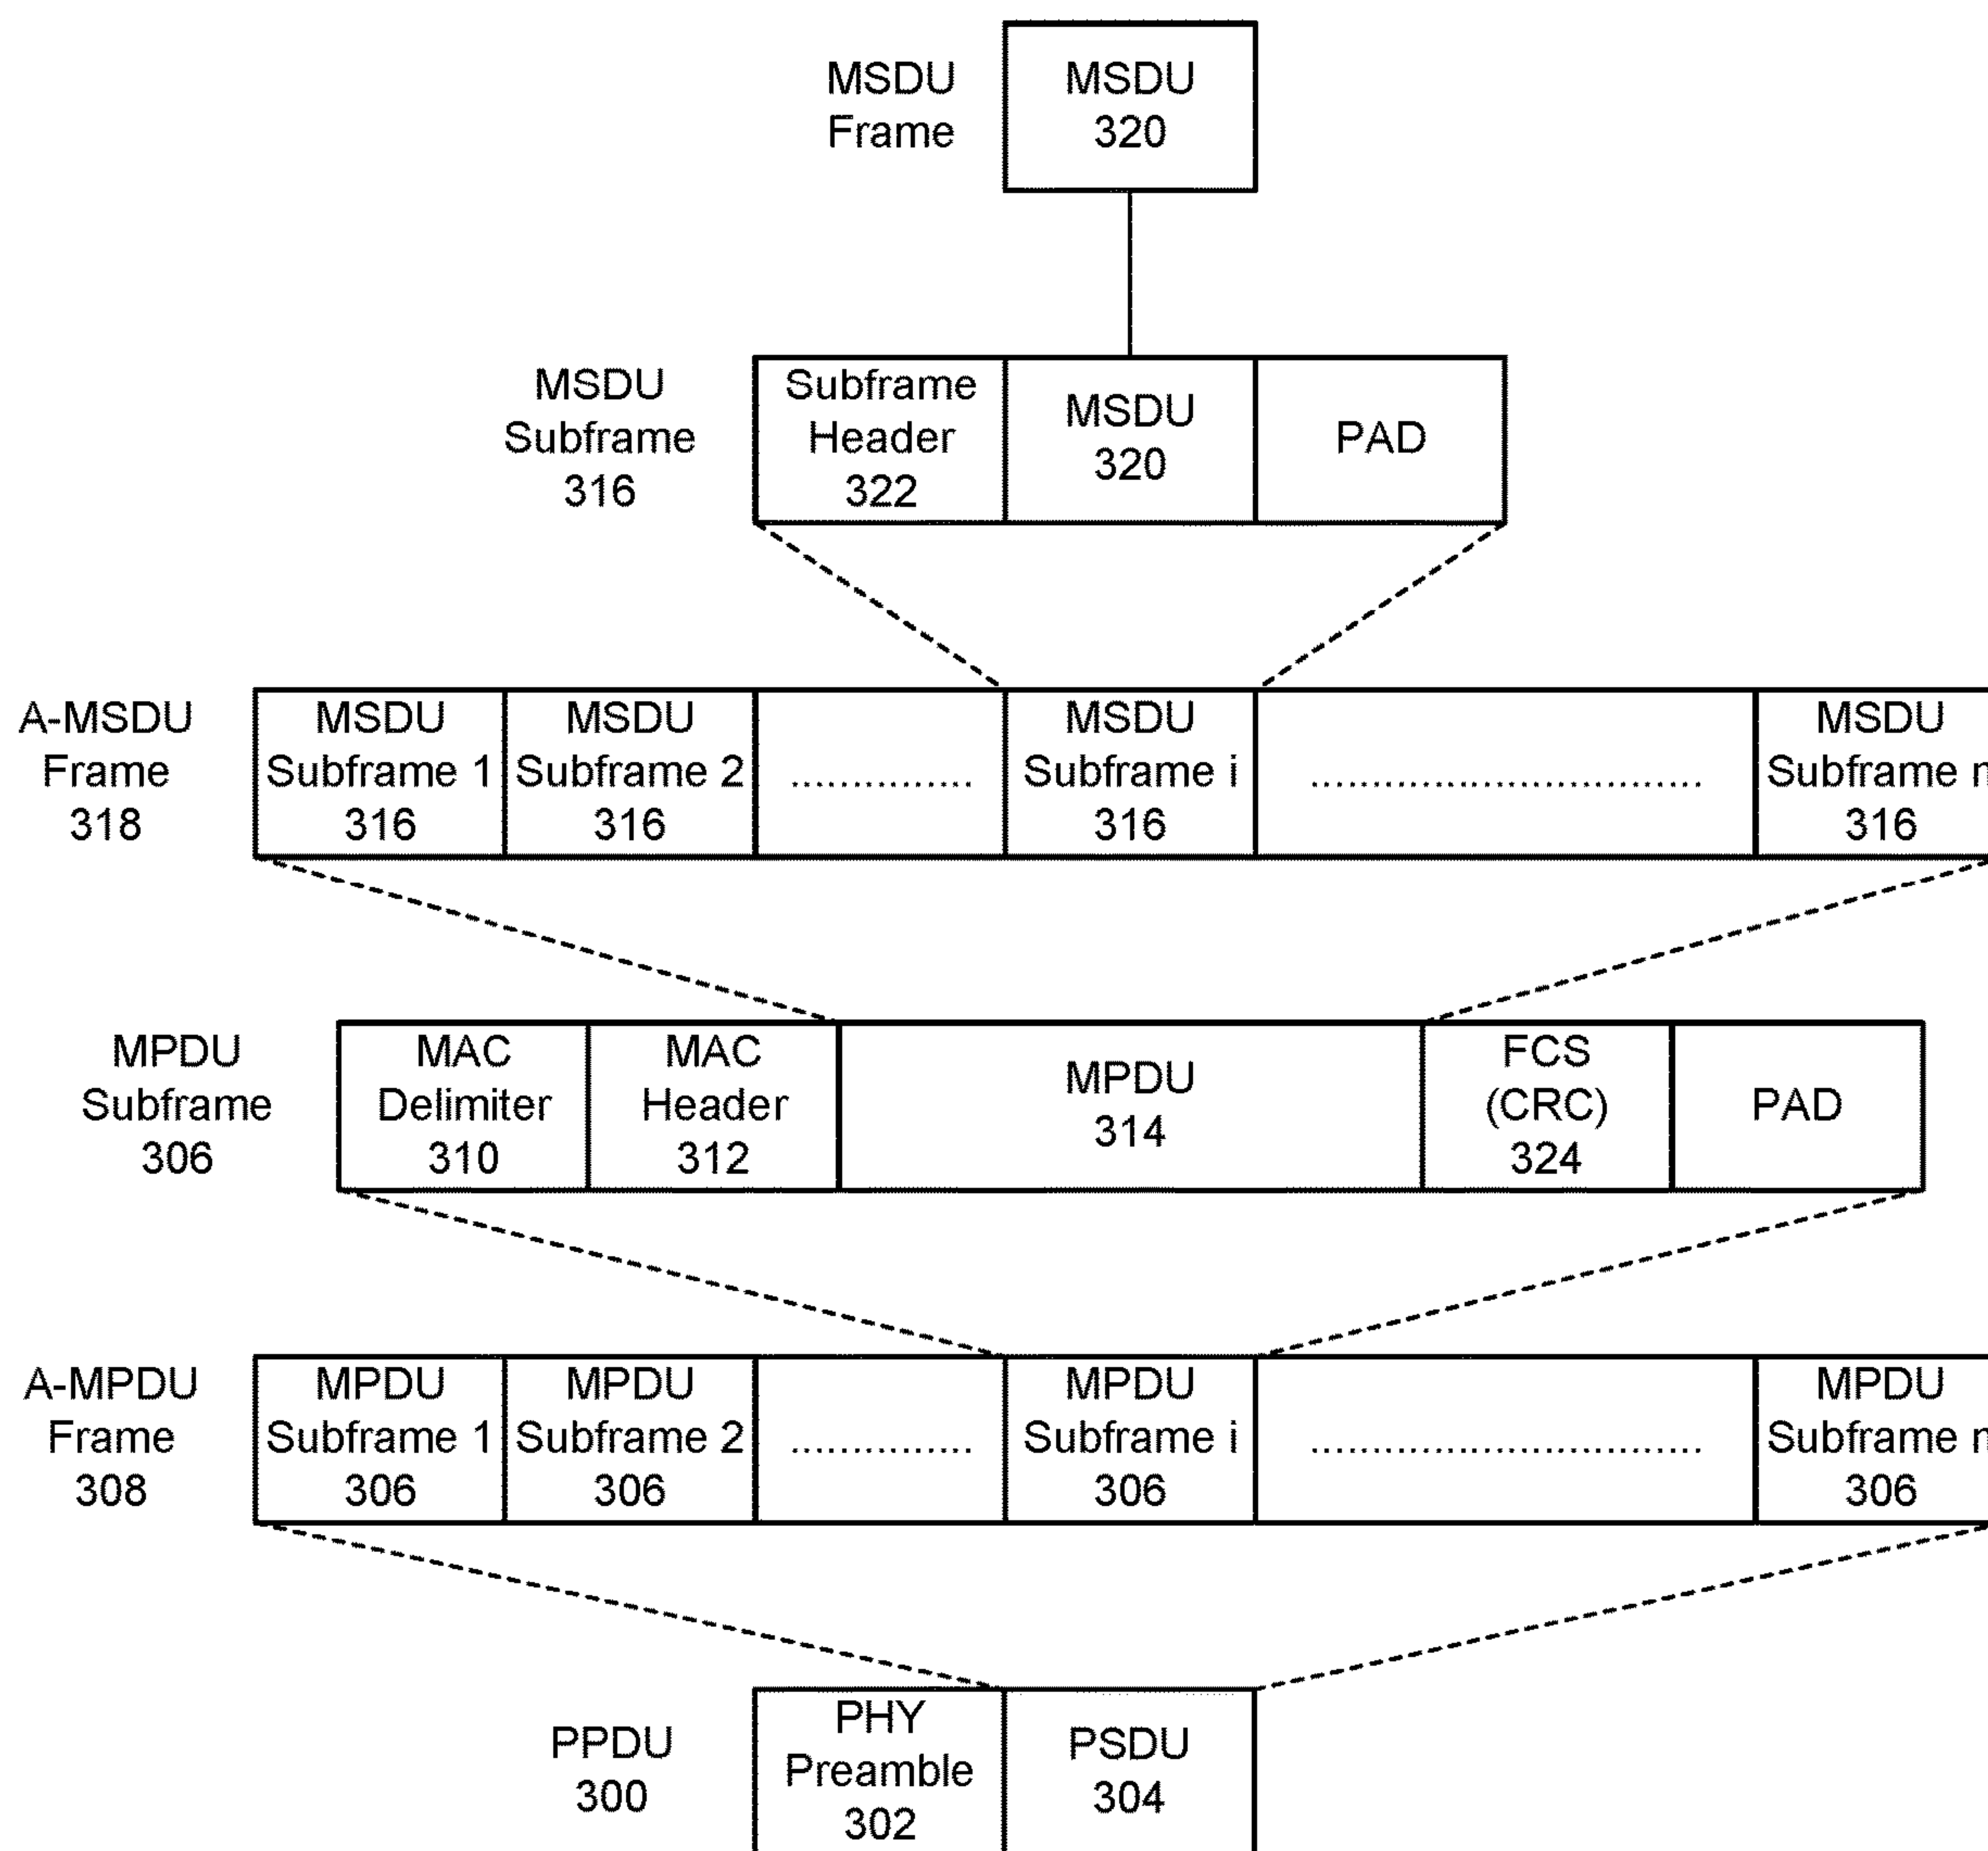 MSDU
Frame
MSDU
320
MSDU
Subframe
316
Subframe
Header
322
MSDU
320
PAD
A-MSDU
Frame
318
MSDU
Subframe 1
316
MSDU
Subframe 2
316
..............
MSDU
Subframe i
316
..............................
MSDU
Subframe n
316
MPDU
Subframe
306
MAC
Delimiter
310
MAC
Header
312
MPDU
314
FCS
(CRC)
324
PAD
A-MPDU
Frame
308
MPDU
Subframe 1
306
MPDU
Subframe 2
306
..............
MPDU
Subframe i
306
..............................
MPDU
Subframe n
306
PPDU
300
PHY
Preamble
302
PSDU
304